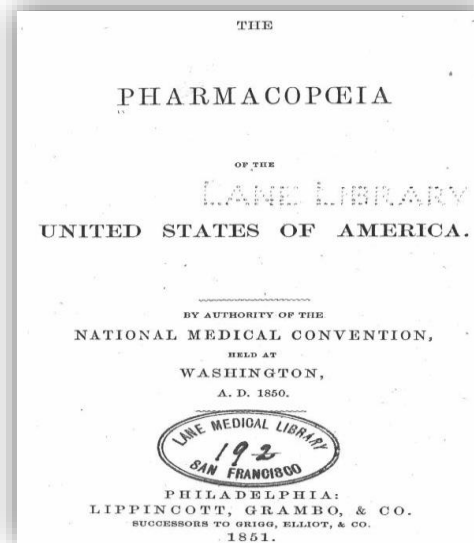 THE
PHARMACOPŒIA
OF THE
LANE LIBRARY
UNITED STATES OF AMERICA.
BY AUTHORITY OF THE
NATIONAL MEDICAL CONVENTION,
HELD AT
WASHINGTON,
A. D. 1850.
LANE MEDICAL LIBRARY
192
SAN FRANCISCO
PHILADELPHIA:
LIPPINCOTT, GRAMBO, & CO.
SUCCESSORS TO GRIGG, ELLIOT, & CO.
1851.